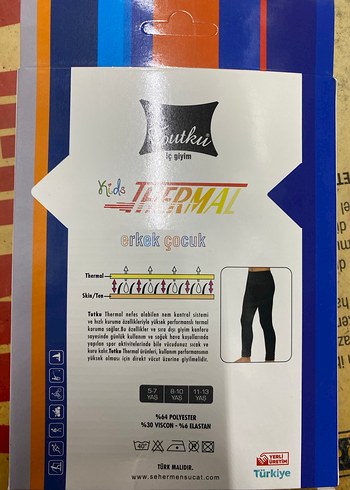 Tutku®
iç giyim
Kids THERMAL
erkek çocuk
Thermal
Skin/Ten
Tutku Thermal nefes alabilen nem kontrol sistemi
ve hızlı kuruma özellikleriyle yüksek performanslı termal
koruma sağlar.Bu özellikler ve sıra dışı giyim konforu
sayesinde günlük kullanım ve soğuk hava koşullarında
yapılan spor aktivitelerinde bile vücudunuz sıcak ve
kuru kalır.Tutku Thermal ürünleri, kullanım performansının
yüksek olması için direkt vücut üzerine giyilmelidir.
5-7 8-10 11-13
YAŞ YAŞ YAŞ
%64 POLYESTER
%30 VISCON - %6 ELASTAN
40°
TÜRK MALIDIR.
www.sehermensucat.com
YERLİ
ÜRETİM
Türkiye